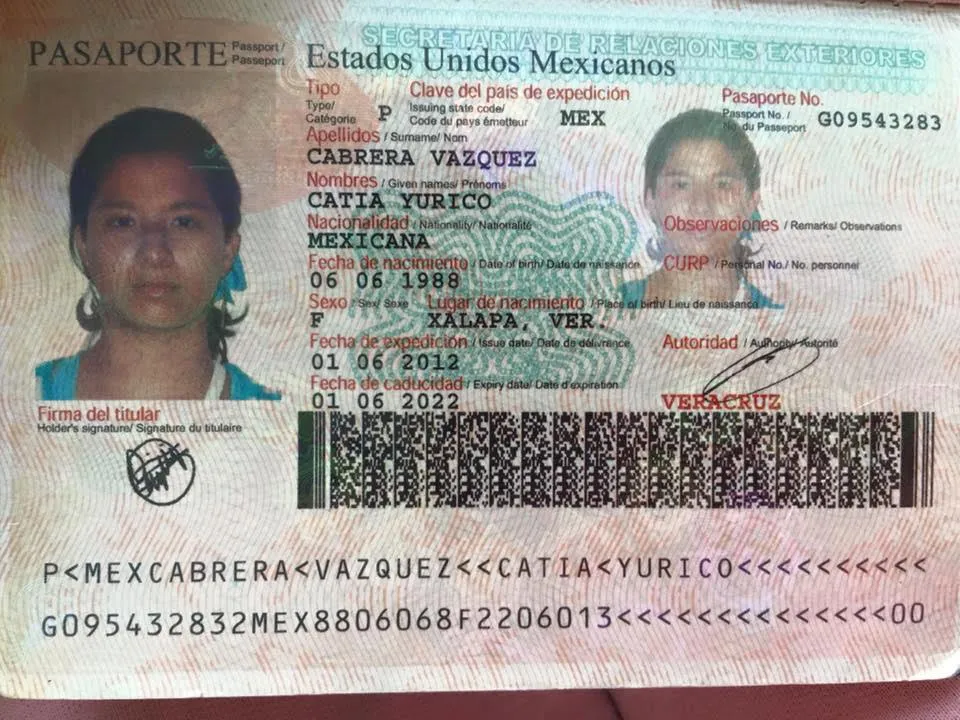 SECRETARIA DE RELACIONES EXTERIORES
PASAPORTE Passport/ Passeport
Estados Unidos Mexicanos
Tipo Type/ Catégorie P
Clave del país de expedición Issuing state code/ Code du pays émetteur MEX
Pasaporte No. Passport No./ No. du Passeport G09543283
Apellidos / Surname/ Nom
CABRERA VAZQUEZ
Nombres / Given names/ Prénoms
CATIA YURICO
Nacionalidad / Nationality/ Nationalité
MEXICANA
Observaciones / Remarks/ Observations
Fecha de nacimiento / Date of birth/ Date de naissance
06 06 1988
CURP / Personal No./ No. personnel
Sexo / Sex/ Sexe
F
Lugar de nacimiento / Place of birth/ Lieu de naissance
XALAPA, VER.
Fecha de expedición / Issue date/ Date de délivrance
01 06 2012
Autoridad / Authority/ Autorité
VERACRUZ
Fecha de caducidad / Expiry date/ Date d'expiration
01 06 2022
Firma del titular
Holder's signature/ Signature du titulaire
P<MEXCABRERA<VAZQUEZ<<CATIA<YURICO<<<<<<<<<<
G095432832MEX8806068F2206013<<<<<<<<<<<<<<00